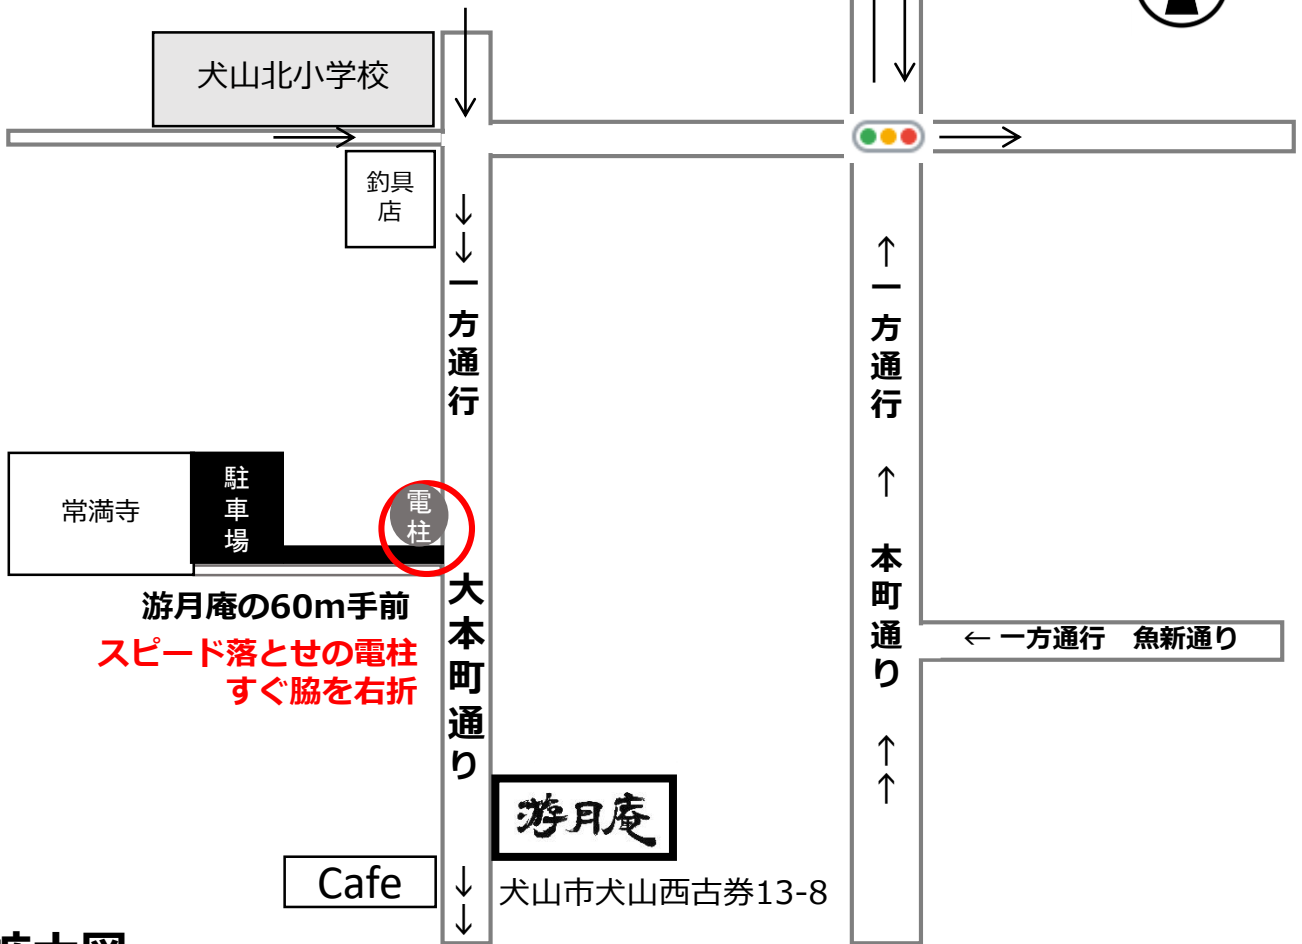 犬山北小学校
釣具
店
↓
↓
一方通行
↑
一方通行
↑
常満寺
駐車場
電柱
游月庵の60m手前
スピード落とせの電柱
すぐ脇を右折
大本町通り
本町通り
← 一方通行 魚新通り
↑
↑
游月庵
Cafe
↓
↓
犬山市犬山西古券13-8